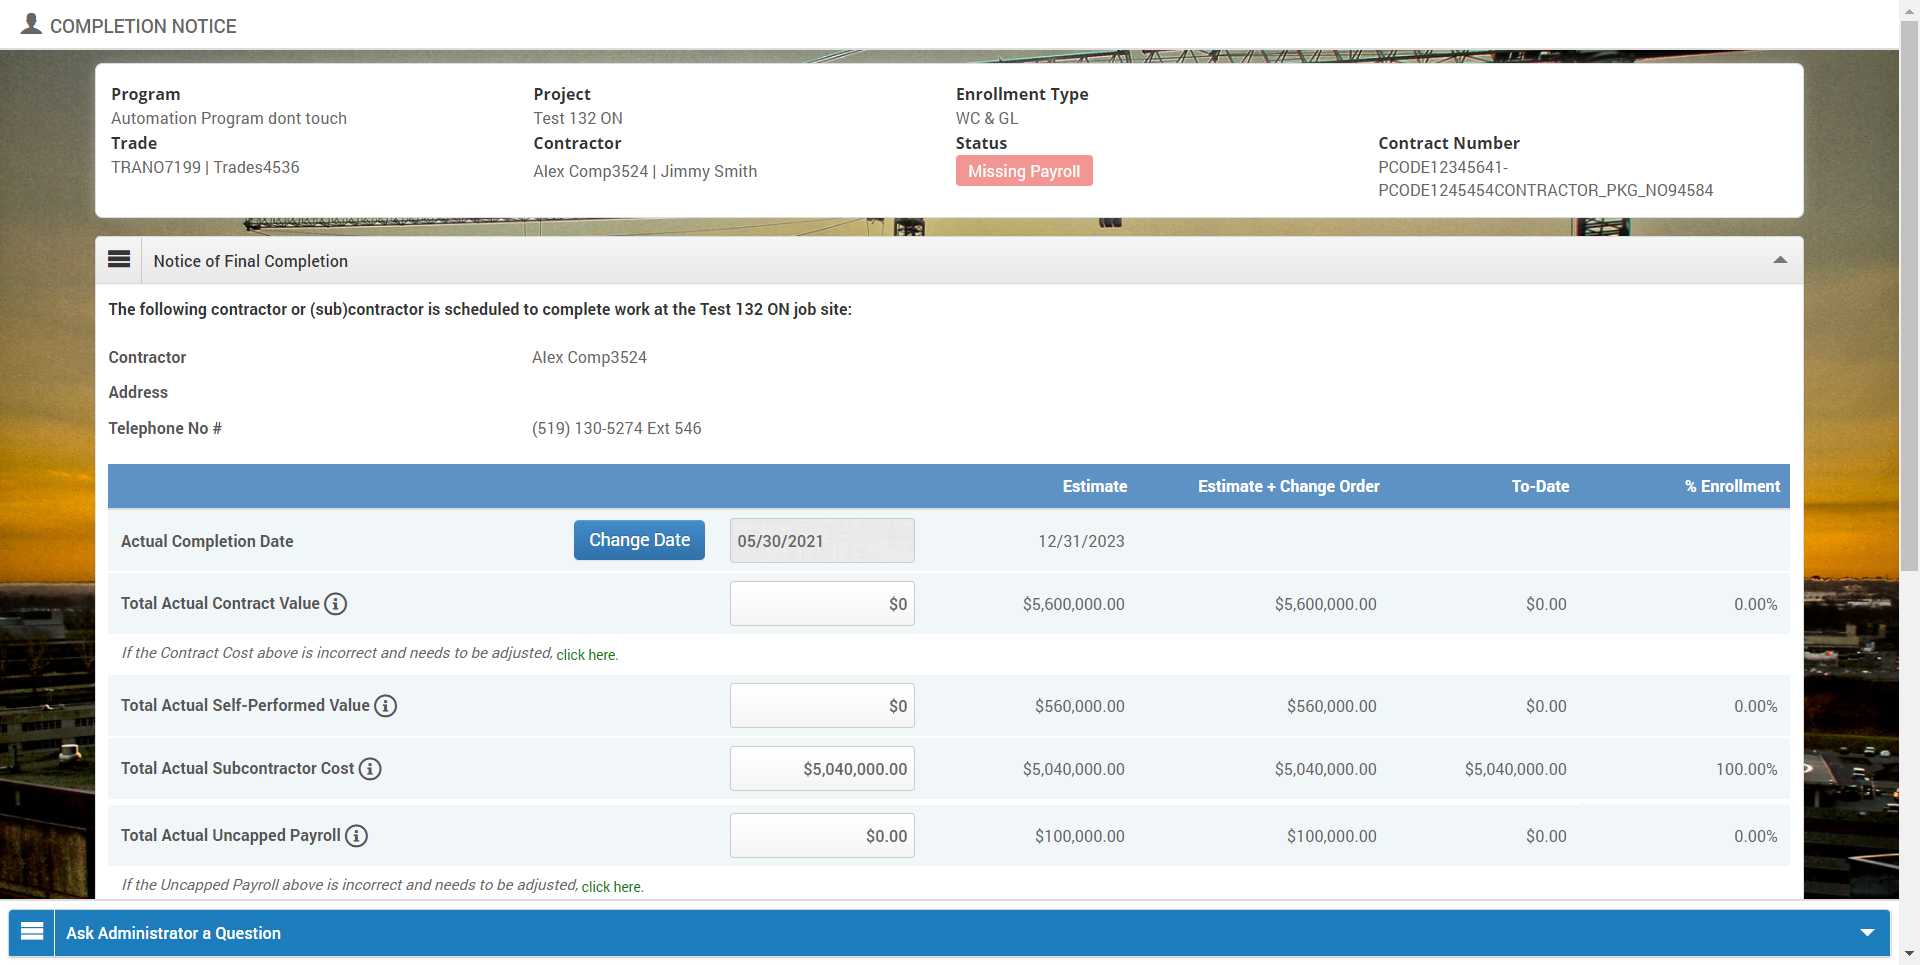 COMPLETION NOTICE
Program
Automation Program dont touch
Project
Test 132 ON
Enrollment Type
WC & GL
Trade
TRANO7199 | Trades4536
Contractor
Alex Comp3524 | Jimmy Smith
Status
Missing Payroll
Contract Number
PCODE12345641-
PCODE1245454CONTRACTOR_PKG_NO94584
Notice of Final Completion
The following contractor or (sub)contractor is scheduled to complete work at the Test 132 ON job site:
Contractor Alex Comp3524
Address
Telephone No # (519) 130-5274 Ext 546
Estimate Estimate + Change Order To-Date % Enrollment
Actual Completion Date Change Date 05/30/2021 12/31/2023
Total Actual Contract Value $0 $5,600,000.00 $5,600,000.00 $0.00 0.00%
If the Contract Cost above is incorrect and needs to be adjusted, click here.
Total Actual Self-Performed Value $0 $560,000.00 $560,000.00 $0.00 0.00%
Total Actual Subcontractor Cost $5,040,000.00 $5,040,000.00 $5,040,000.00 $5,040,000.00 100.00%
Total Actual Uncapped Payroll $0.00 $100,000.00 $100,000.00 $0.00 0.00%
If the Uncapped Payroll above is incorrect and needs to be adjusted, click here.
Ask Administrator a Question